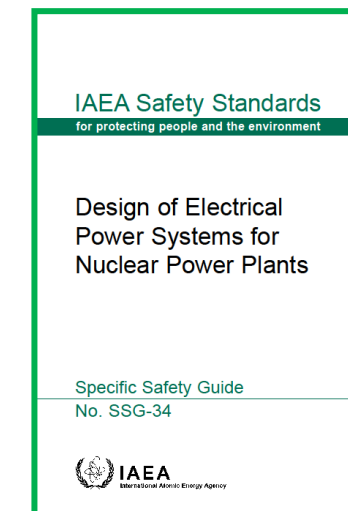 IAEA Safety Standards
for protecting people and the environment
Design of Electrical
Power Systems for
Nuclear Power Plants
Specific Safety Guide
No. SSG-34
IAEA
International Atomic Energy Agency